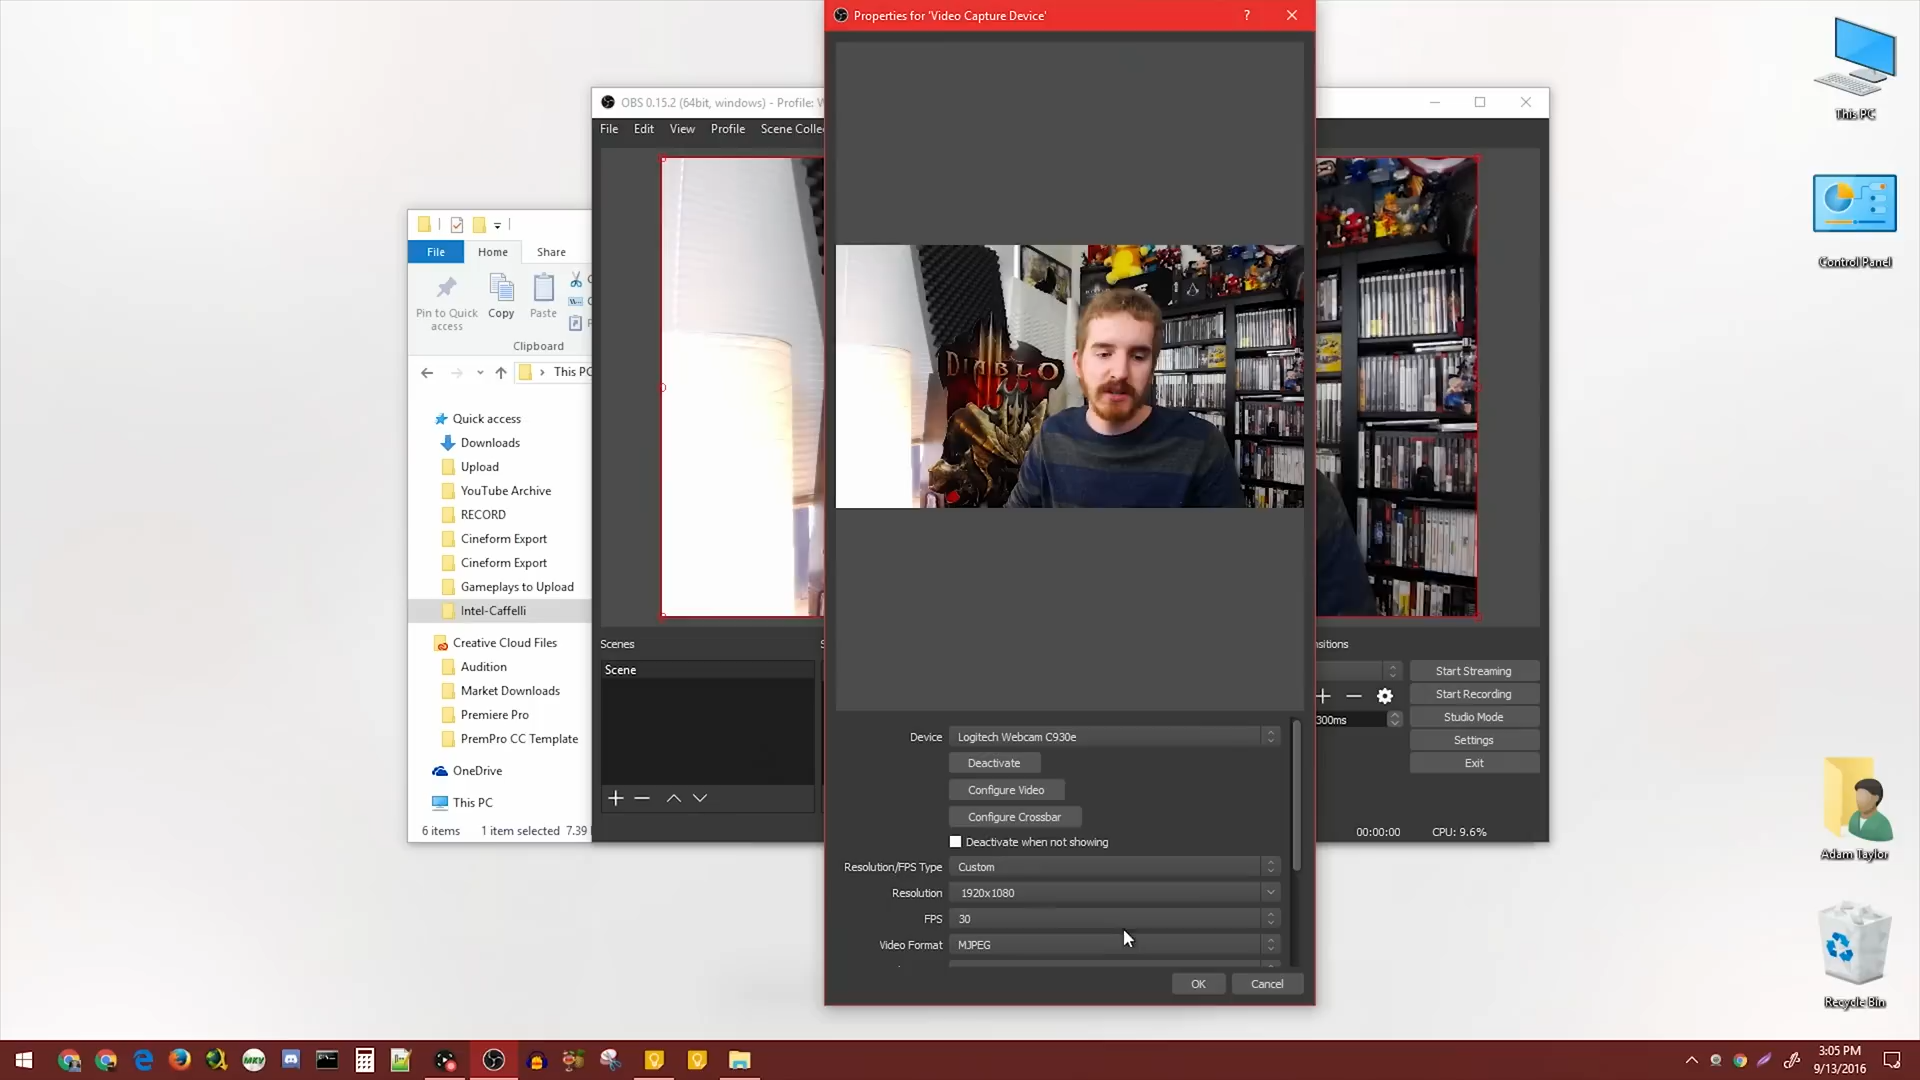 Properties for 'Video Capture Device'
?
This PC
OBS 0.15.2 (64bit, windows) - Profile:
File Edit View Profile Scene Colle
Control Panel
File Home Share
Pin to Quick access
Copy
Paste
Clipboard
DIABLO
This PC
Quick access
Downloads
Upload
YouTube Archive
RECORD
Cineform Export
Cineform Export
Gameplays to Upload
Intel-Caffelli
Creative Cloud Files
Audition
Market Downloads
Premiere Pro
PremPro CC Template
OneDrive
This PC
6 items 1 item selected 7.39
Scenes
Scene
sitions
300ms
Start Streaming
Start Recording
Studio Mode
Settings
Exit
00:00:00 CPU: 9.6%
Device Logitech Webcam C930e
Deactivate
Configure Video
Configure Crossbar
Deactivate when not showing
Resolution/FPS Type Custom
Resolution 1920x1080
FPS 30
Video Format MJPEG
OK Cancel
Adam Taylor
Recycle Bin
MKV
3:05 PM
9/13/2016